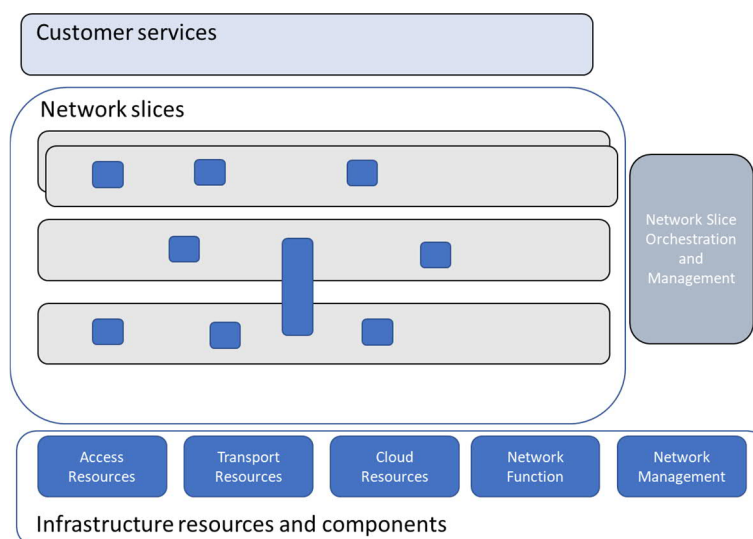 Customer services
Network slices
Network Slice
Orchestration
and
Management
Access
Resources
Transport
Resources
Cloud
Resources
Network
Function
Network
Management
Infrastructure resources and components